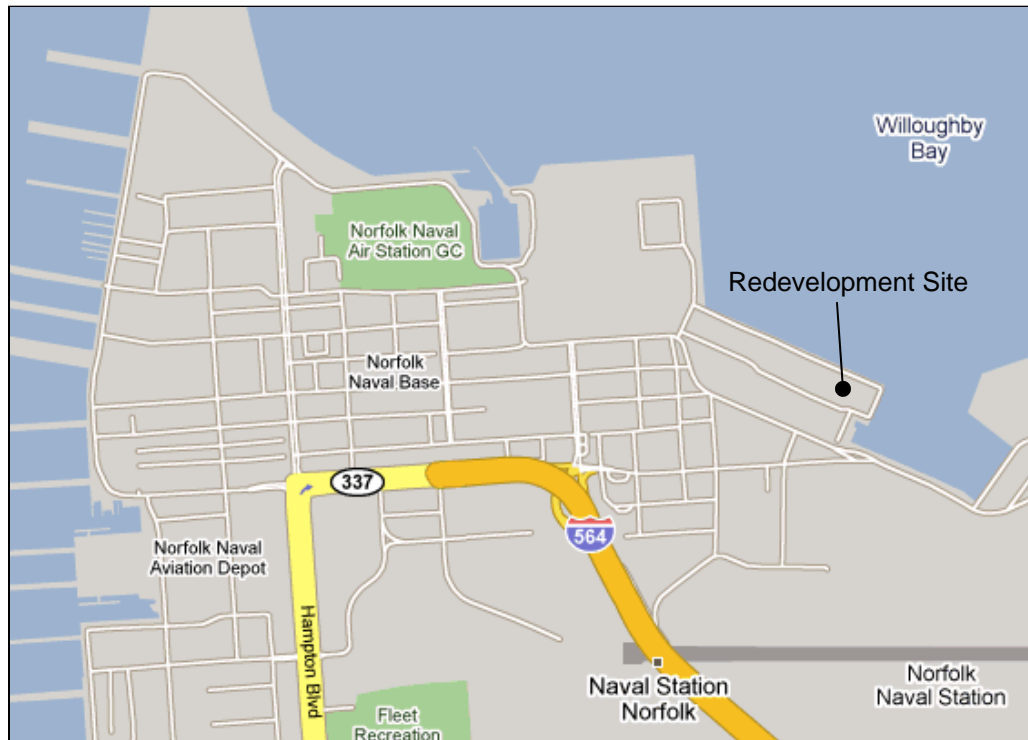 Willoughby
Bay
Norfolk Naval
Air Station GC
Redevelopment Site
Norfolk
Naval Base
337
564
Norfolk Naval
Aviation Depot
Hampton Blvd
Naval Station
Norfolk
Norfolk
Naval Station
Fleet
Recreation